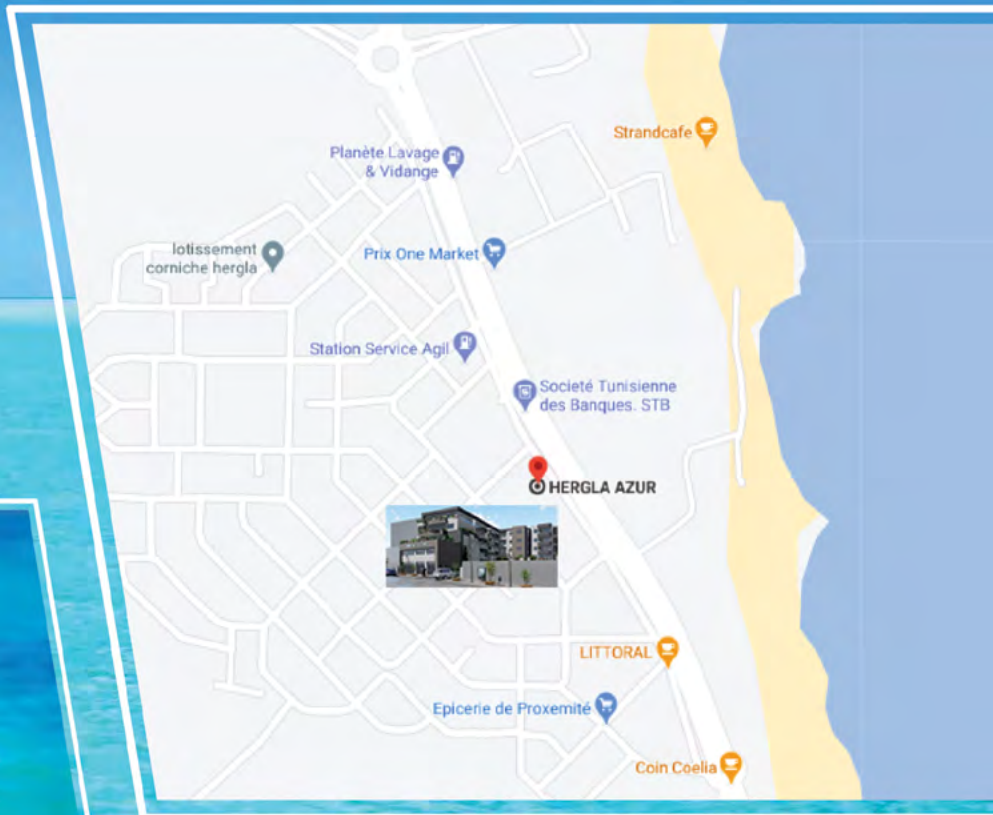 Strandcafe
Planète Lavage
& Vidange
Prix One Market
lotissement
corniche hergla
Station Service Agil
Societé Tunisienne
des Banques. STB
HERGLA AZUR
LITTORAL
Epicerie de Proxemité
Coin Coelia